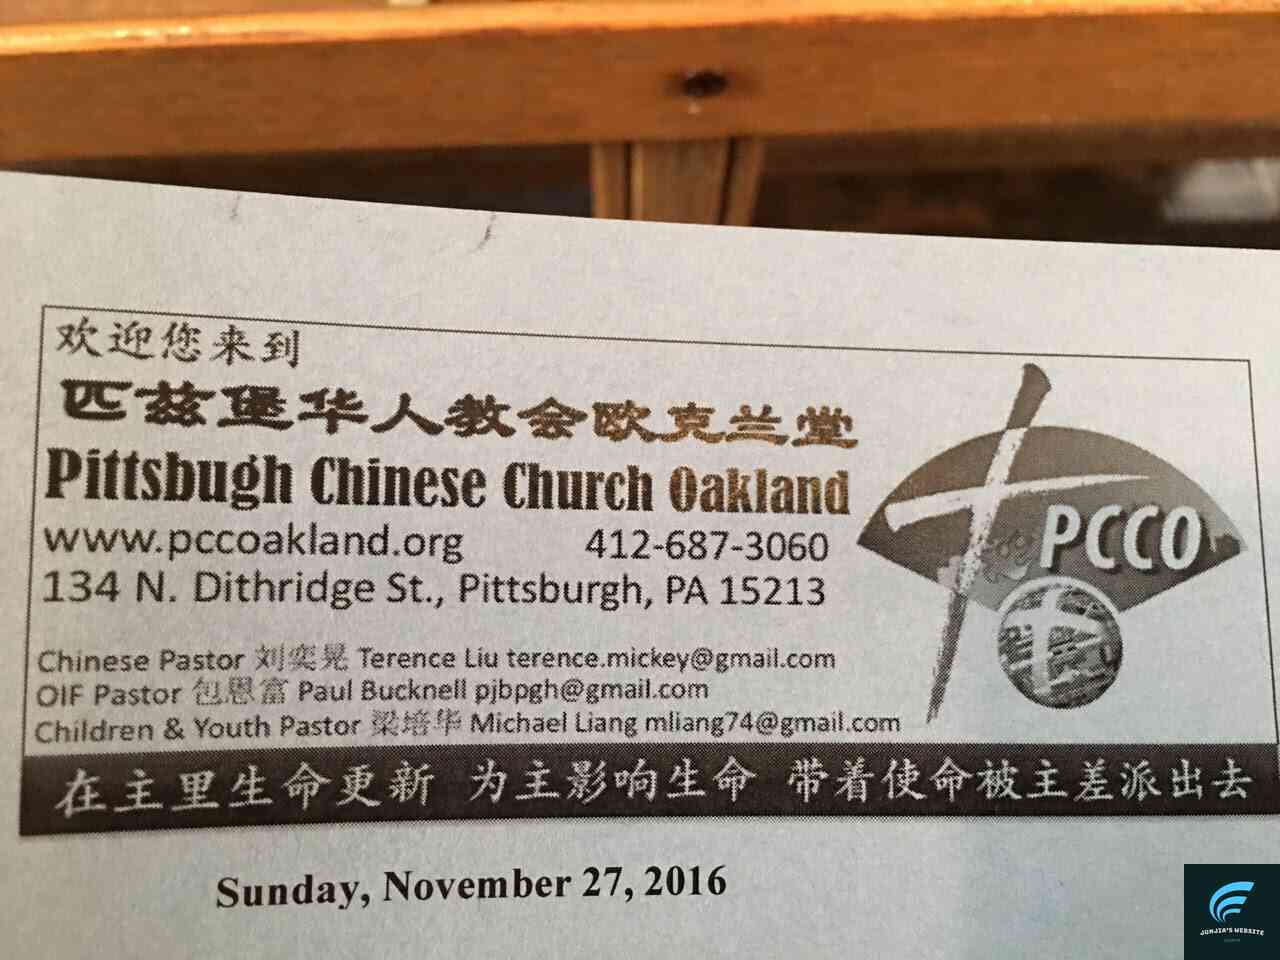 欢迎您来到
匹兹堡华人教会欧克兰堂
Pittsbugh Chinese Church Oakland
www.pccoakland.org 412-687-3060
134 N. Dithridge St., Pittsburgh, PA 15213
PCCO
Chinese Pastor 刘奕晃 Terence Liu terence.mickey@gmail.com
OIF Pastor 包恩富 Paul Bucknell pjbpgh@gmail.com
Children & Youth Pastor 梁培华 Michael Liang mliang74@gmail.com
在主里生命更新 为主影响生命 带着使命被主差派出去
Sunday, November 27, 2016
JUNJIA'S WEBSITE